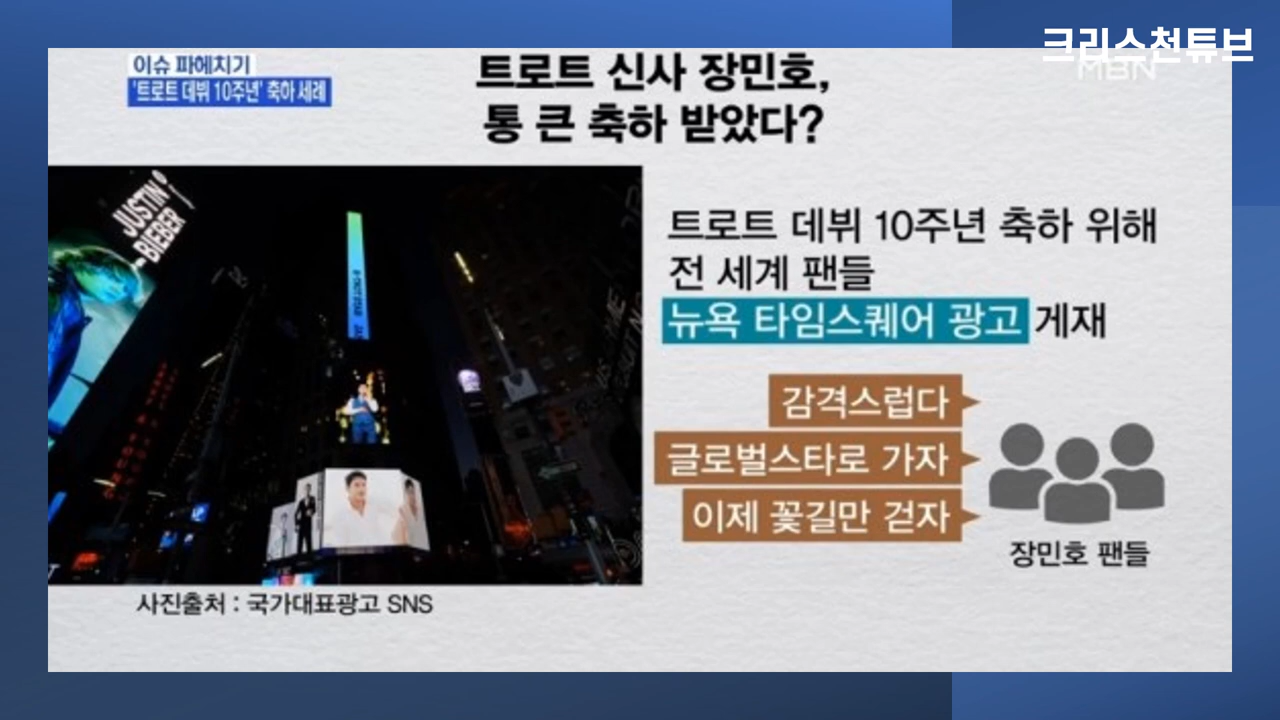 크리스천튜브
MBN
이슈 파헤치기
'트로트 데뷔 10주년' 축하 세례
트로트 신사 장민호,
통 큰 축하 받았다?
JUSTIN
BIEBER
트로트 데뷔 10주년 축하 위해
전 세계 팬들
뉴욕 타임스퀘어 광고 게재
감격스럽다
글로벌스타로 가자
이제 꽃길만 걷자
장민호 팬들
사진출처 : 국가대표광고 SNS